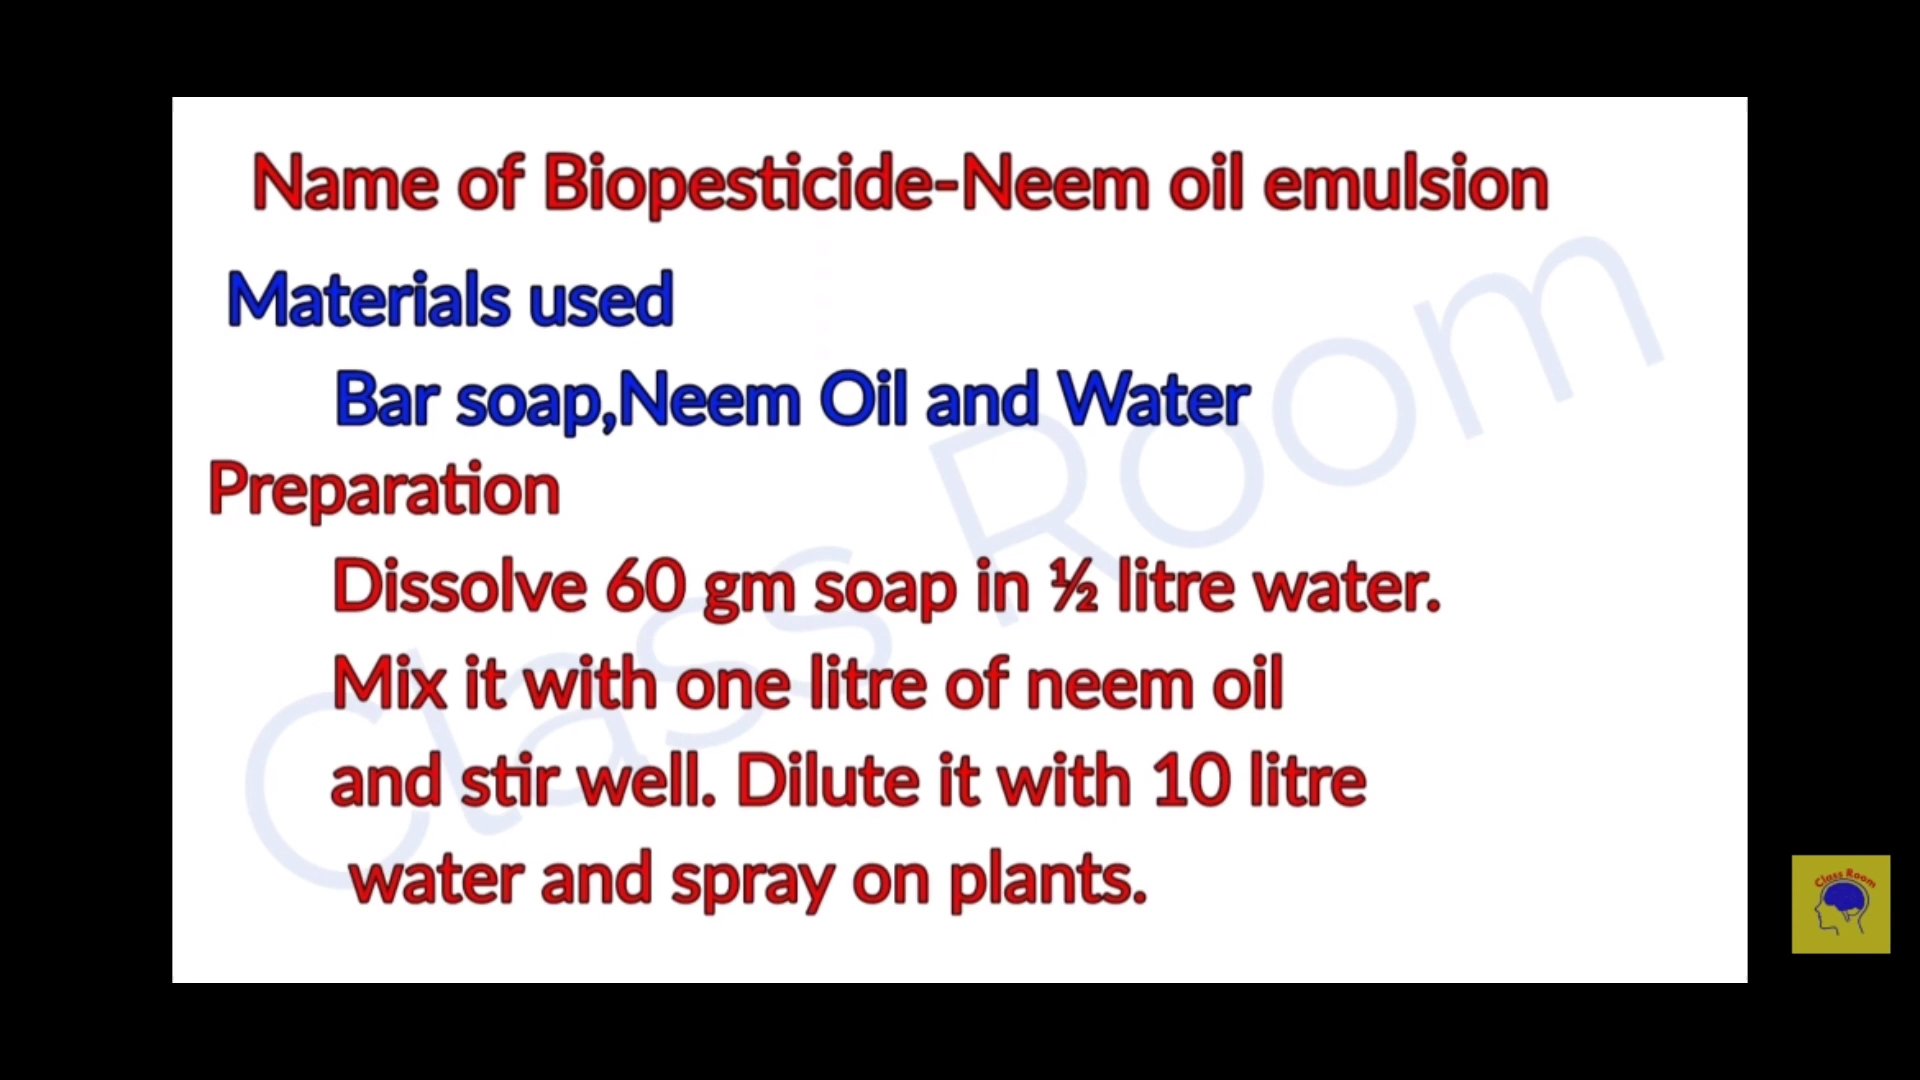 Name of Biopesticide-Neem oil emulsion
Materials used
Bar soap,Neem Oil and Water
Preparation
Dissolve 60 gm soap in ½ litre water.
Mix it with one litre of neem oil
and stir well. Dilute it with 10 litre
water and spray on plants.
Class Room
Class Room